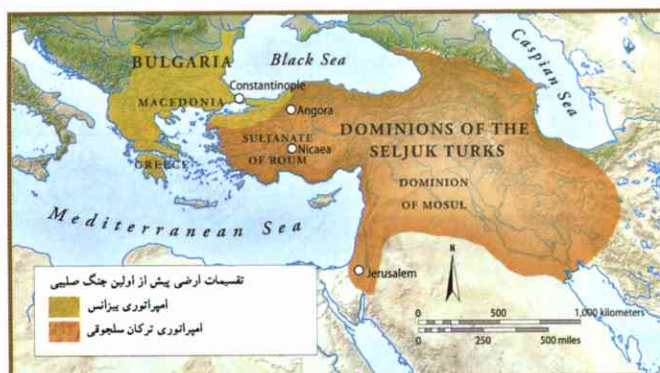 Black Sea
Caspian Sea
BULGARIA
Constantinople
MACEDONIA
Angora
SULTANATE
OF ROUM
Nicaea
GREECE
DOMINIONS OF THE
SELJUK TURKS
DOMINION
OF MOSUL
Mediterranean Sea
Jerusalem
N
تقسیمات ارضی پیش از اولین جنگ صلیبی
امپراتوری بیزانس
امپراتوری ترکان سلجوقی
0 500 1,000 kilometers
0 250 500 miles